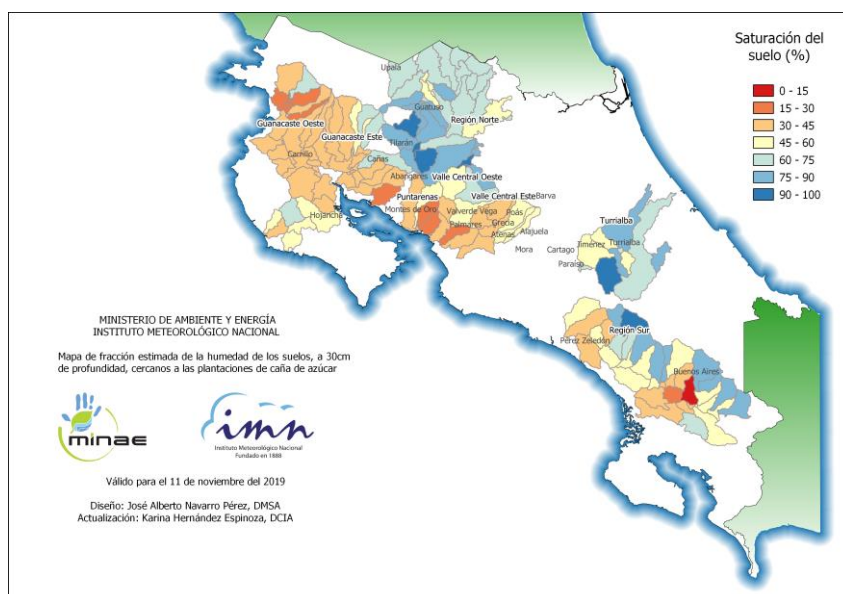 Saturación del
suelo (%)
0 - 15
15 - 30
30 - 45
45 - 60
60 - 75
75 - 90
90 - 100
Upala
Guatuso
Guanacaste Oeste
Región Norte
Guanacaste Este
Tilarán
Carrillo
Cañas
Abangares
Valle Central Oeste
Puntarenas
Valle Central Este
Barva
Hojancha
Montes de Oro
Valverde Vega
Poás
Grecia
Palmares
Alajuela
Atenas
Mora
Turrialba
Jiménez
Turrialba
Cartago
Paraíso
Región Sur
Pérez Zeledón
Buenos Aires
MINISTERIO DE AMBIENTE Y ENERGÍA
INSTITUTO METEOROLÓGICO NACIONAL
Mapa de fracción estimada de la humedad de los suelos, a 30cm
de profundidad, cercanos a las plantaciones de caña de azúcar
minae
imn
Instituto Meteorológico Nacional
Fundado en 1888
Válido para el 11 de noviembre del 2019
Diseño: José Alberto Navarro Pérez, DMSA
Actualización: Karina Hernández Espinoza, DCIA